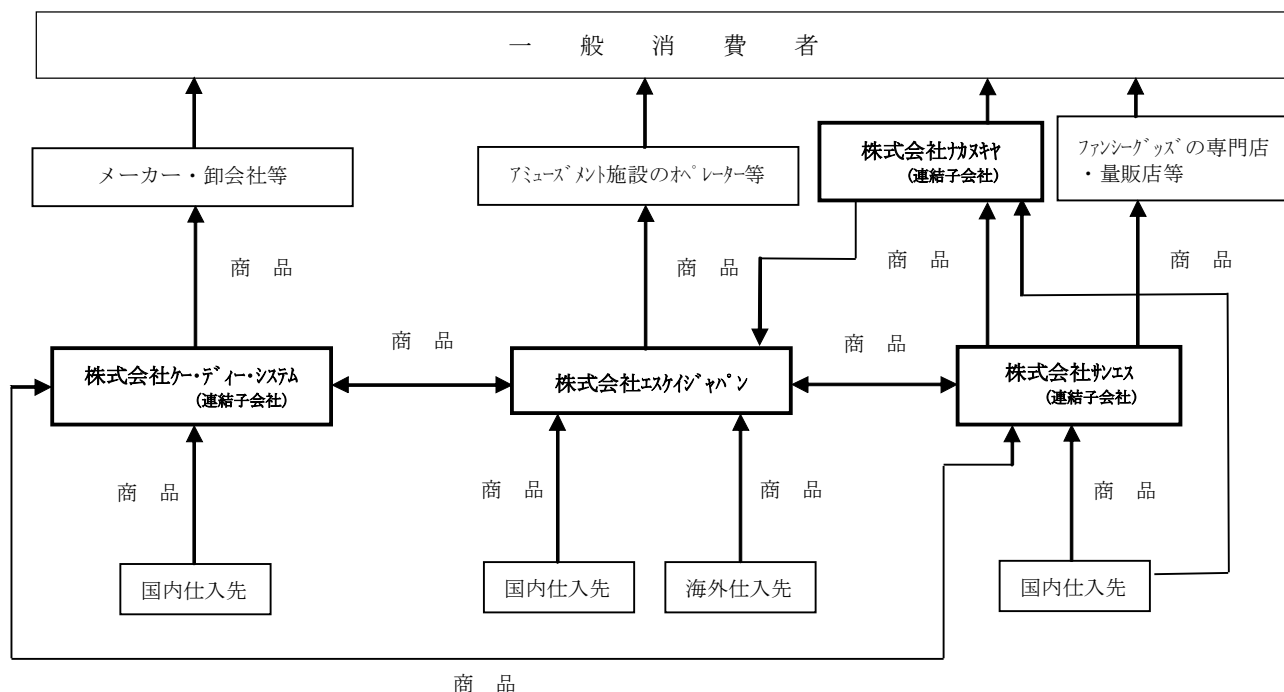 一 般 消 費 者
メーカー・卸会社等
アミューズメント施設のオペレーター等
株式会社ナカヌキヤ
(連結子会社)
ファンシーグッズの専門店
・量販店等
商 品
商 品
商 品
商 品
商 品
商 品
株式会社ケー・ディー・システム
(連結子会社)
株式会社エスケイジャパン
株式会社サンエス
(連結子会社)
商 品
商 品
商 品
商 品
国内仕入先
国内仕入先
海外仕入先
国内仕入先
商 品